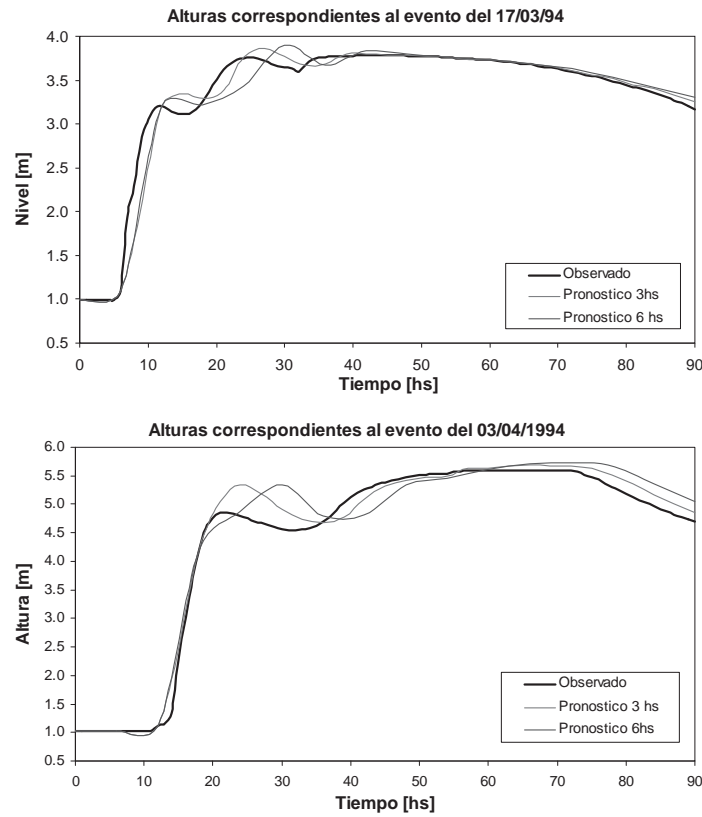 Alturas correspondientes al evento del 17/03/94
4.0
3.5
3.0
2.5
2.0
1.5
1.0
0.5
Nivel [m]
Observado
Pronostico 3hs
Pronostico 6 hs
0 10 20 30 40 50 60 70 80 90
Tiempo [hs]
Alturas correspondientes al evento del 03/04/1994
6.0
5.5
5.0
4.5
4.0
3.5
3.0
2.5
2.0
1.5
1.0
0.5
Altura [m]
Observado
Pronostico 3 hs
Pronostico 6hs
0 10 20 30 40 50 60 70 80 90
Tiempo [hs]